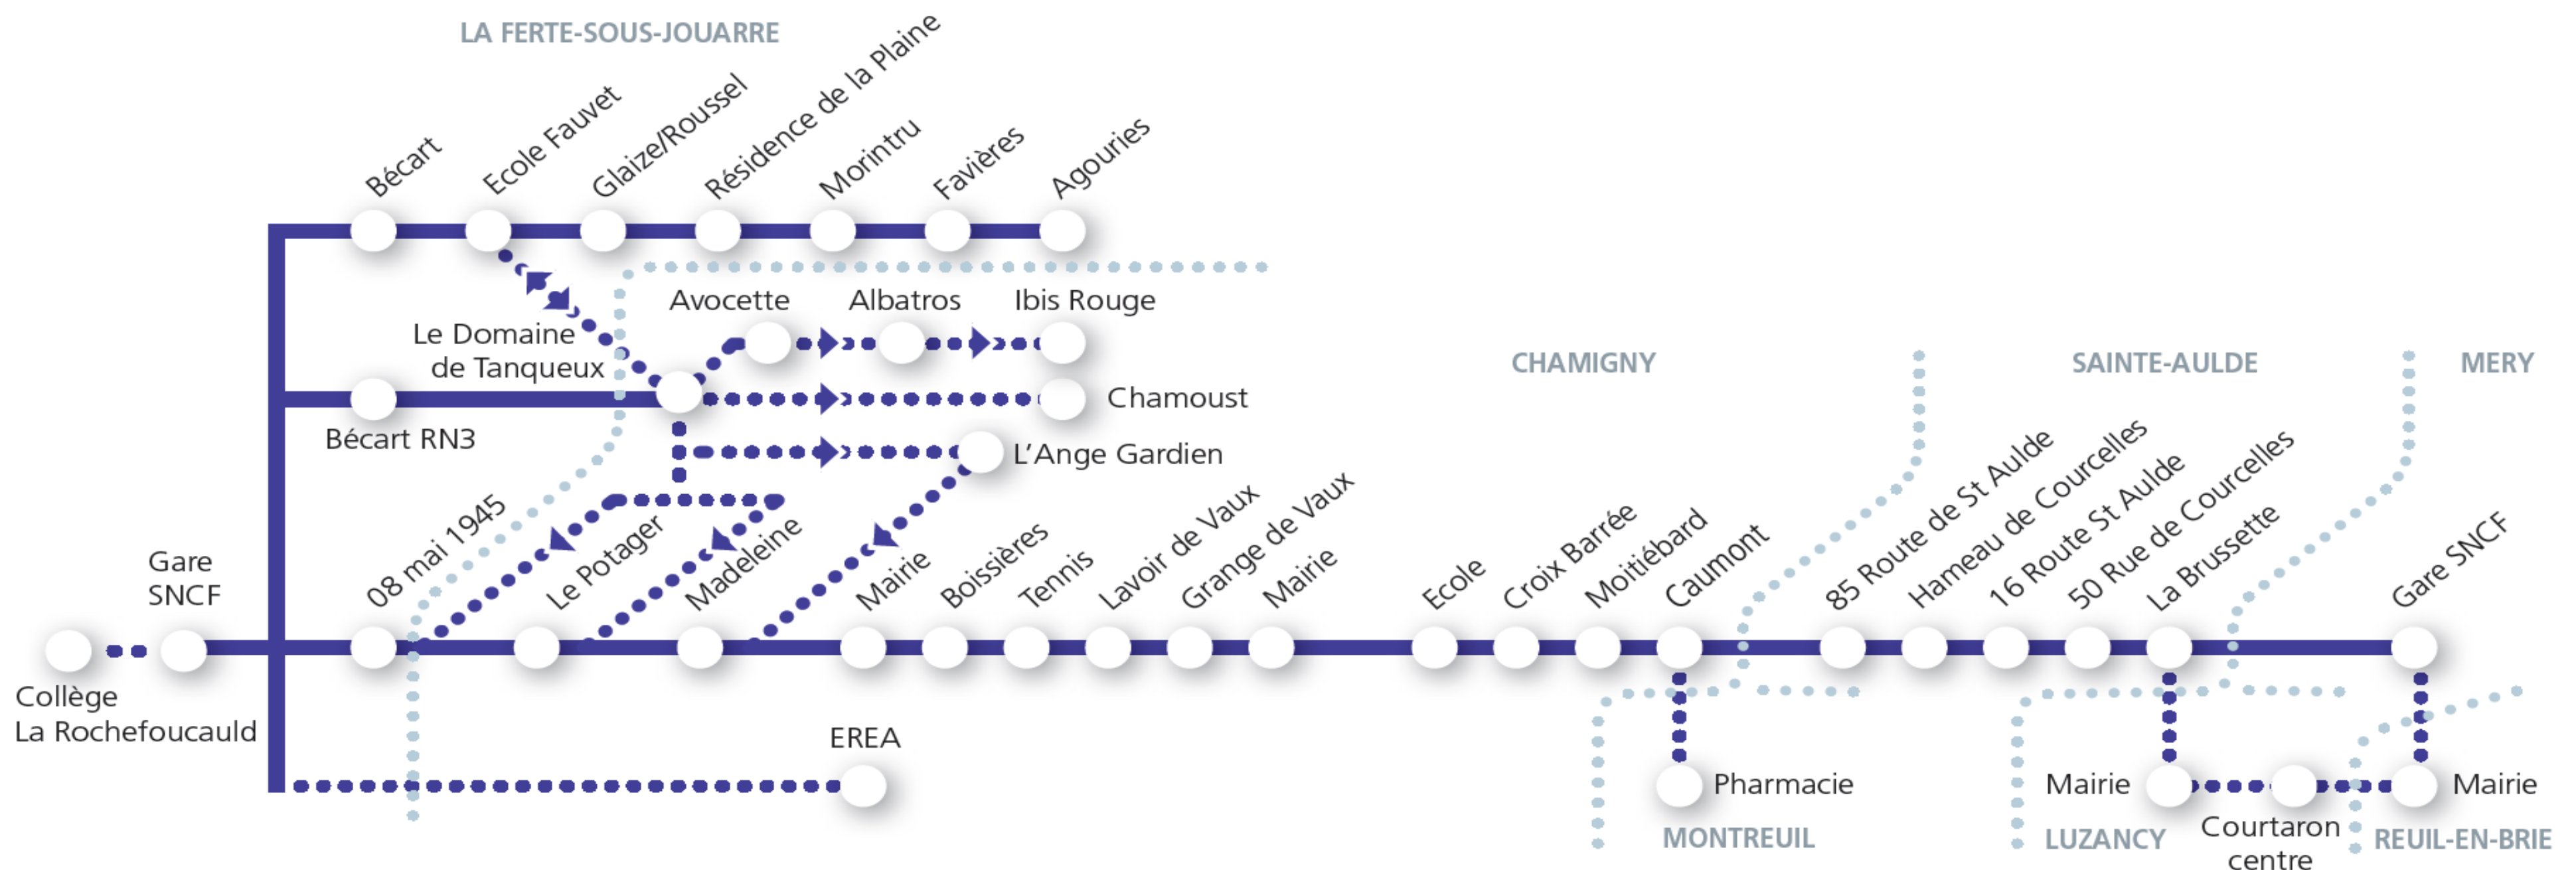 LA FERTE-SOUS-JOUARRE
Bécart
Ecole Fauvet
Glaize/Roussel
Résidence de la Plaine
Morintru
Favières
Agouries
Avocette
Albatros
Ibis Rouge
Le Domaine
de Tanqueux
Chamoust
Bécart RN3
L'Ange Gardien
CHAMIGNY
SAINTE-AULDE
MERY
Gare
SNCF
08 mai 1945
Le Potager
Madeleine
Mairie
Boissières
Tennis
Lavoir de Vaux
Grange de Vaux
Mairie
Ecole
Croix Barrée
Moitiébard
Caumont
85 Route de St Aulde
Hameau de Courcelles
16 Route St Aulde
50 Rue de Courcelles
La Brussette
Gare SNCF
Collège
La Rochefoucauld
EREA
Pharmacie
MONTREUIL
Mairie
LUZANCY
Courtaron
centre
Mairie
REUIL-EN-BRIE